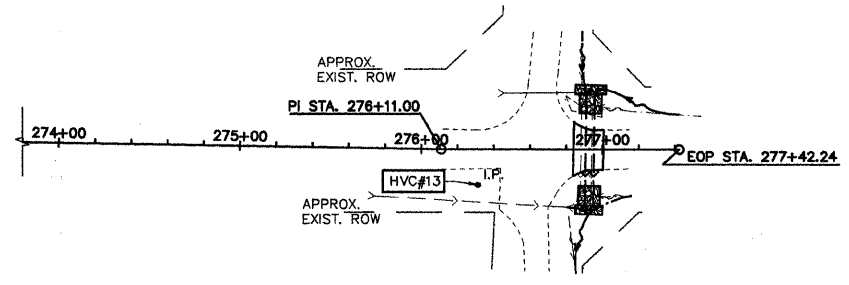 APPROX.
EXIST. ROW
PI STA. 276+11.00
274+00
275+00
276+00
277+00
EOP STA. 277+42.24
HVC#13
I.P.
APPROX.
EXIST. ROW